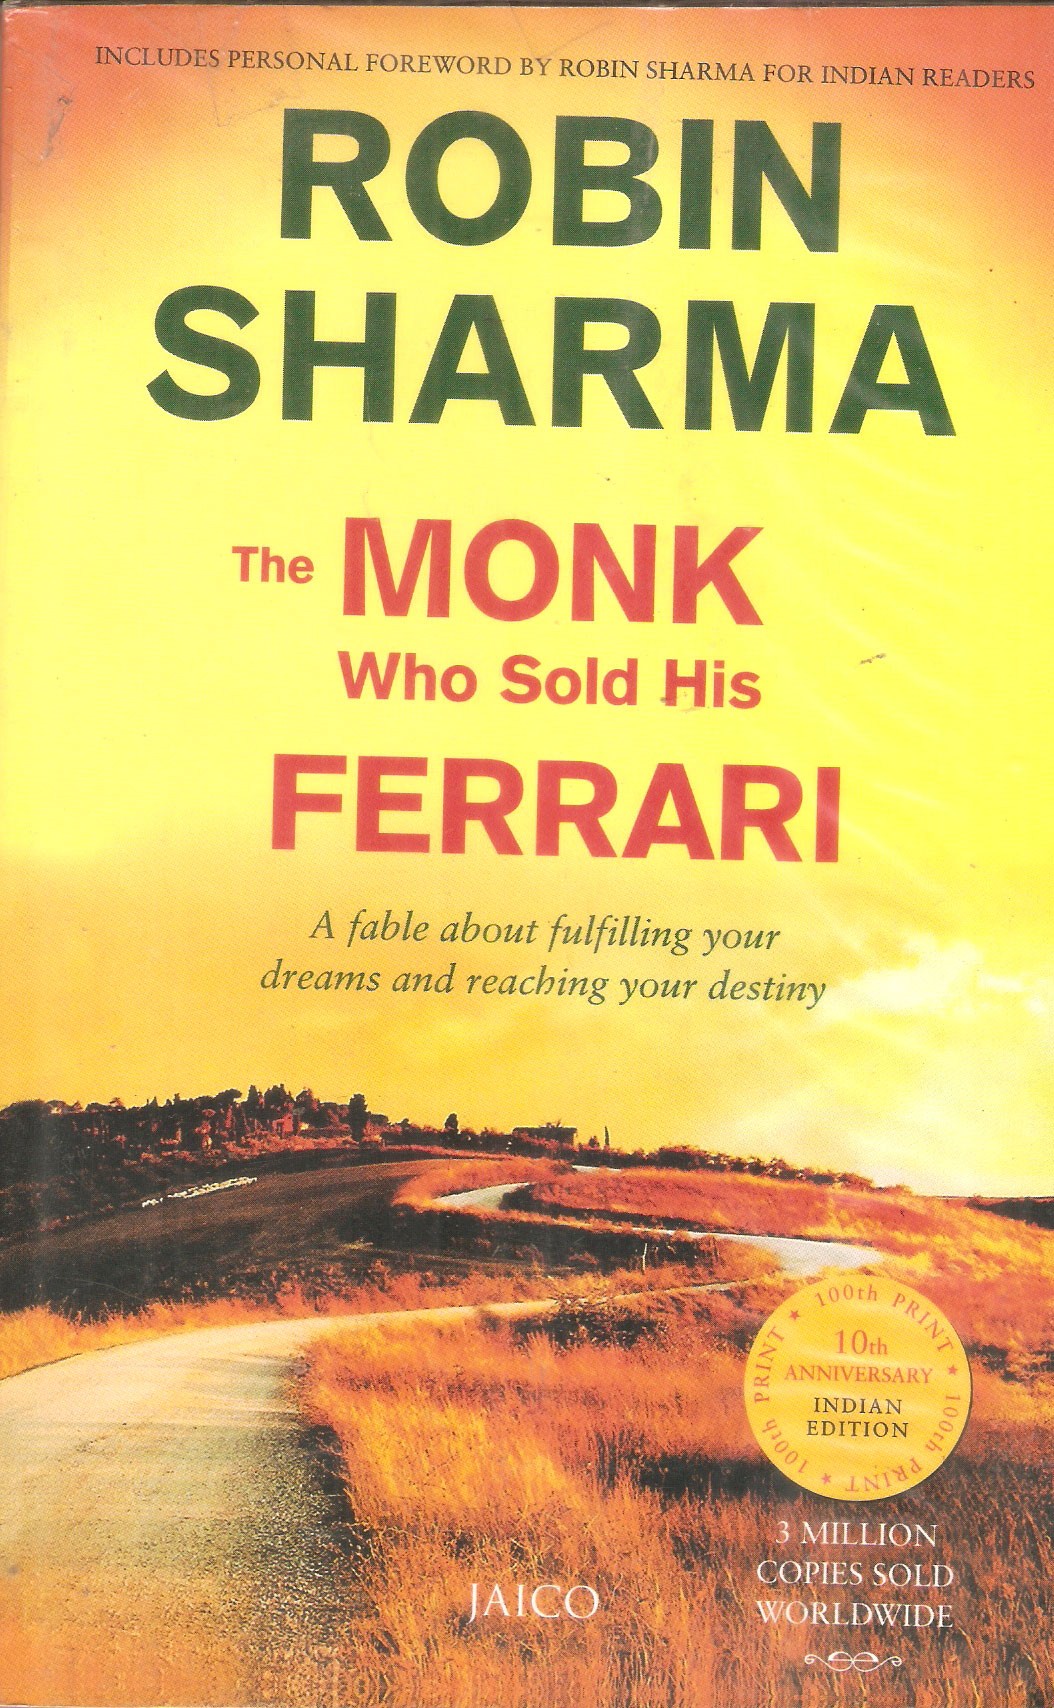 INCLUDES PERSONAL FOREWORD BY ROBIN SHARMA FOR INDIAN READERS
ROBIN
SHARMA
The MONK
Who Sold His
FERRARI
A fable about fulfilling your
dreams and reaching your destiny
100th PRINT ★ 100th PRINT ★ 100th PRINT ★
10th
ANNIVERSARY
INDIAN
EDITION
3 MILLION
COPIES SOLD
WORLDWIDE
JAICO